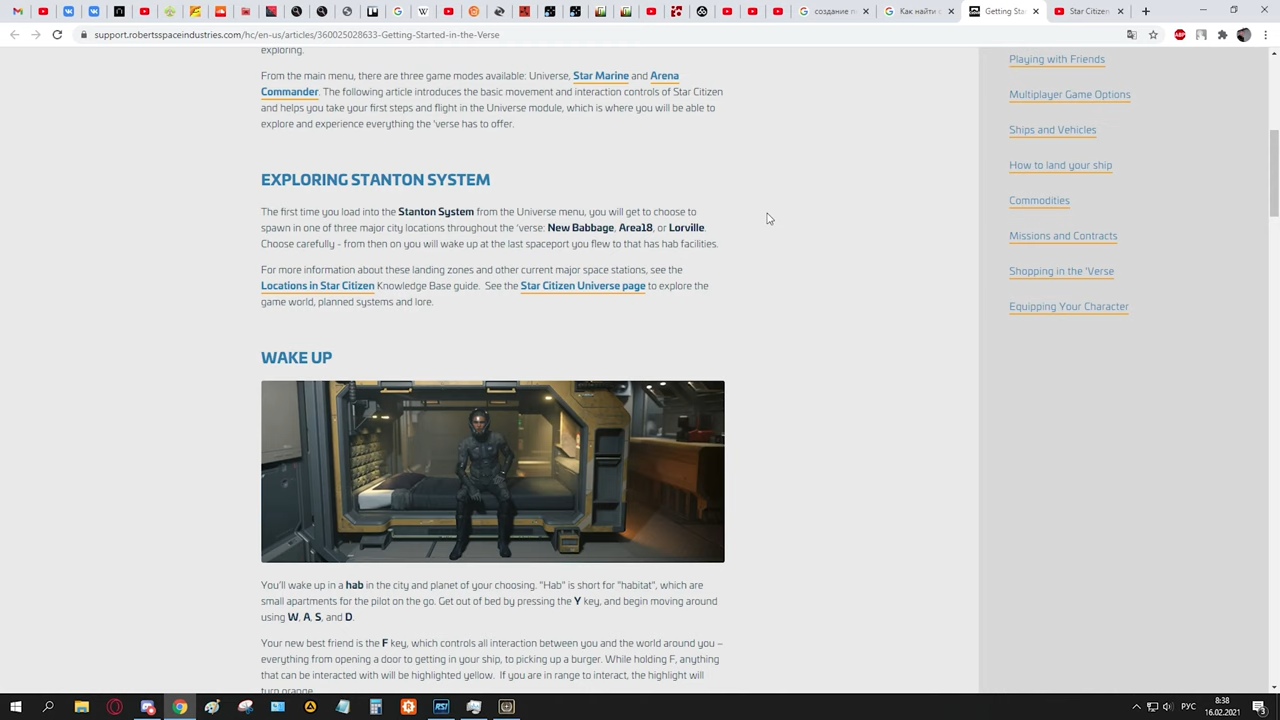 создание п
Как найти в
Getting Sta
Star Citizen
support.robertsspaceindustries.com/hc/en-us/articles/360025028633-Getting-Started-in-the-Verse
exploring.
From the main menu, there are three game modes available: Universe, Star Marine and Arena
Commander. The following article introduces the basic movement and interaction controls of Star Citizen
and helps you take your first steps and flight in the Universe module, which is where you will be able to
explore and experience everything the 'verse has to offer.
EXPLORING STANTON SYSTEM
The first time you load into the Stanton System from the Universe menu, you will get to choose to
spawn in one of three major city locations throughout the 'verse: New Babbage, Area18, or Lorville.
Choose carefully - from then on you will wake up at the last spaceport you flew to that has hab facilities.
For more information about these landing zones and other current major space stations, see the
Locations in Star Citizen Knowledge Base guide. See the Star Citizen Universe page to explore the
game world, planned systems and lore.
WAKE UP
You'll wake up in a hab in the city and planet of your choosing. "Hab" is short for "habitat", which are
small apartments for the pilot on the go. Get out of bed by pressing the Y key, and begin moving around
using W, A, S, and D.
Your new best friend is the F key, which controls all interaction between you and the world around you –
everything from opening a door to getting in your ship, to picking up a burger. While holding F, anything
that can be interacted with will be highlighted yellow. If you are in range to interact, the highlight will
turn orange.
Playing with Friends
Multiplayer Game Options
Ships and Vehicles
How to land your ship
Commodities
Missions and Contracts
Shopping in the 'Verse
Equipping Your Character
ABP
RSI
РУС
8:38
16.02.2021
3